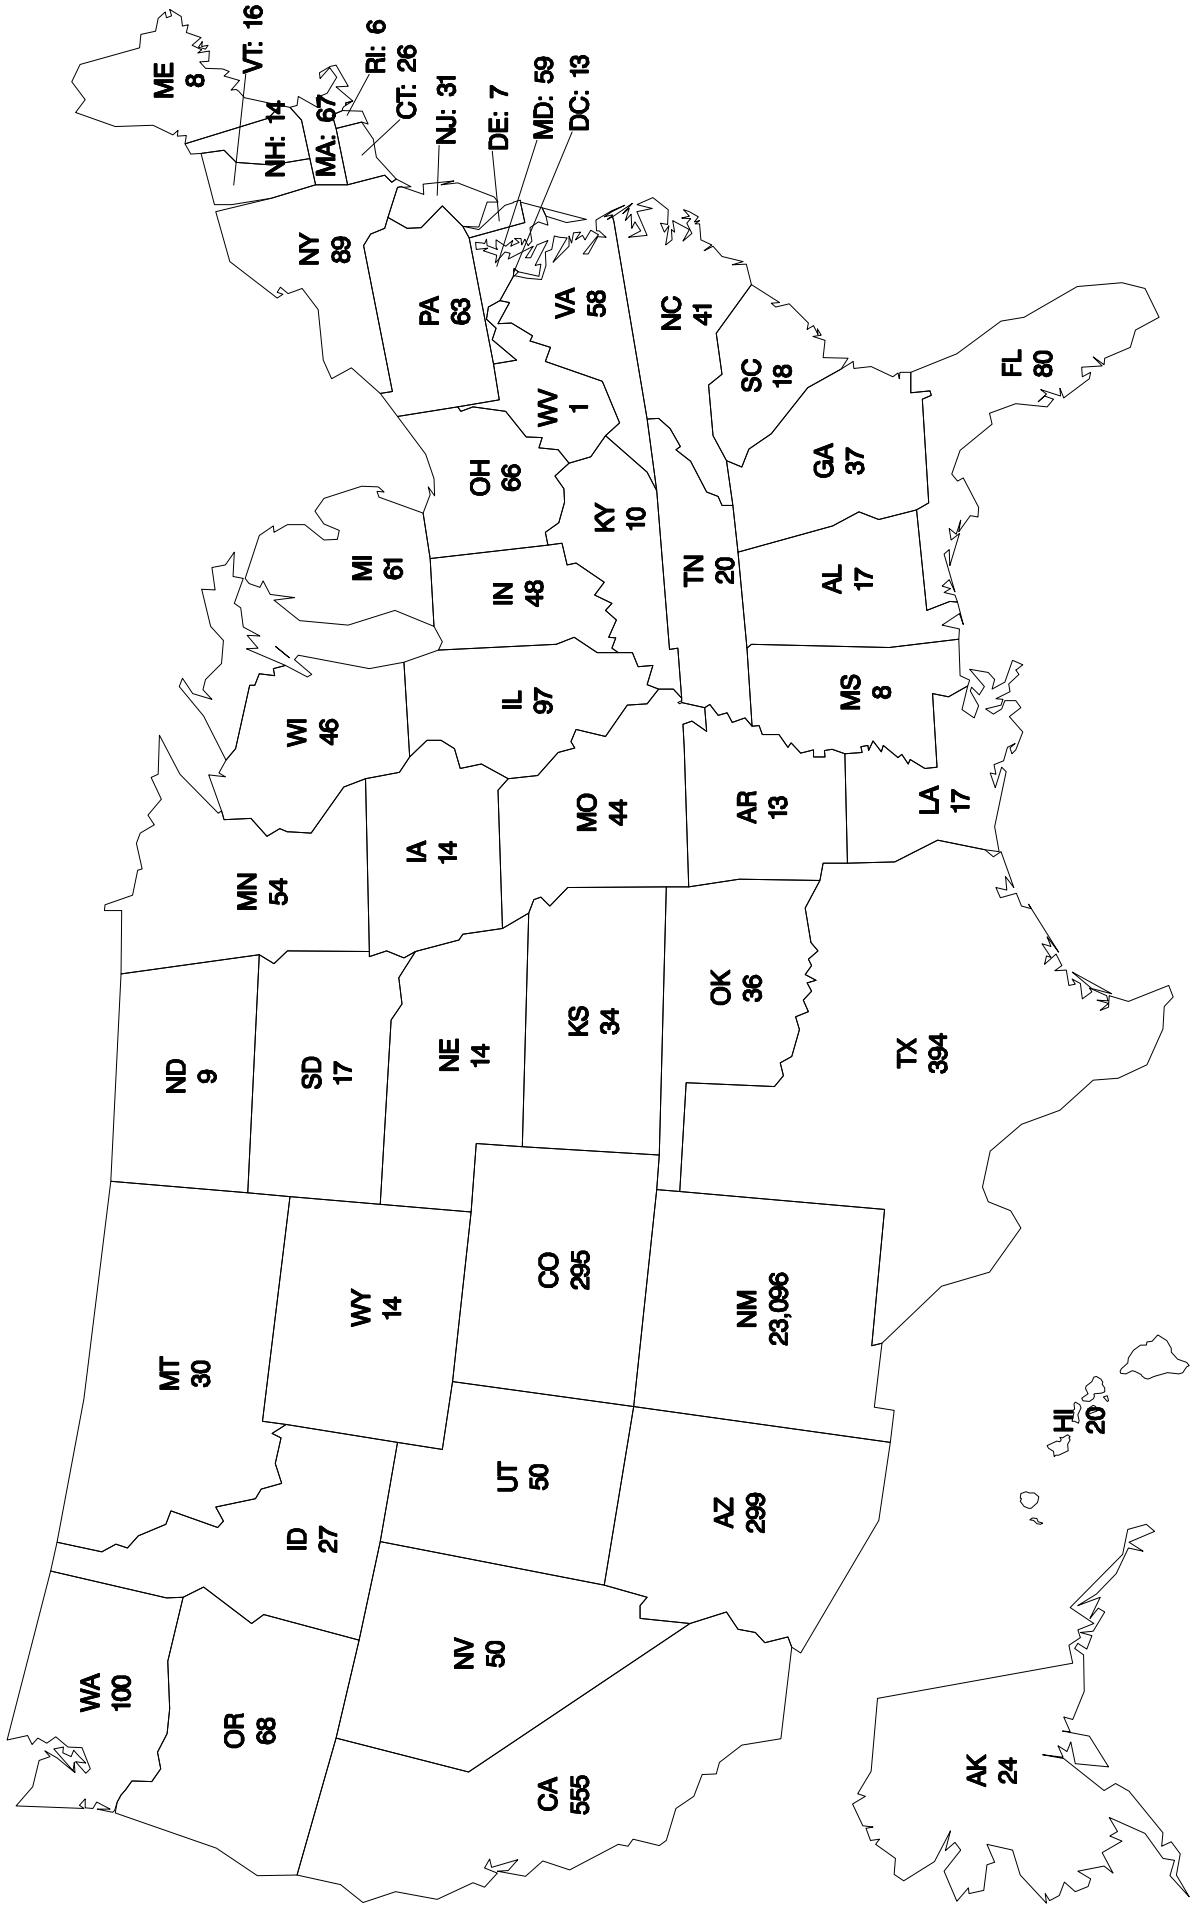 WA
100
OR
68
CA
555
NV
50
ID
27
MT
30
WY
14
UT
50
AZ
299
CO
295
NM
23,096
ND
9
SD
17
NE
14
KS
34
OK
36
TX
394
MN
54
IA
14
MO
44
AR
13
LA
17
WI
46
IL
97
MI
61
IN
48
OH
66
KY
10
TN
20
MS
8
AL
17
GA
37
FL
80
SC
18
NC
41
VA
58
WV
1
PA
63
NY
89
ME
8
VT: 16
NH: 14
MA: 67
RI: 6
CT: 26
NJ: 31
DE: 7
MD: 59
DC: 13
AK
24
HI
20